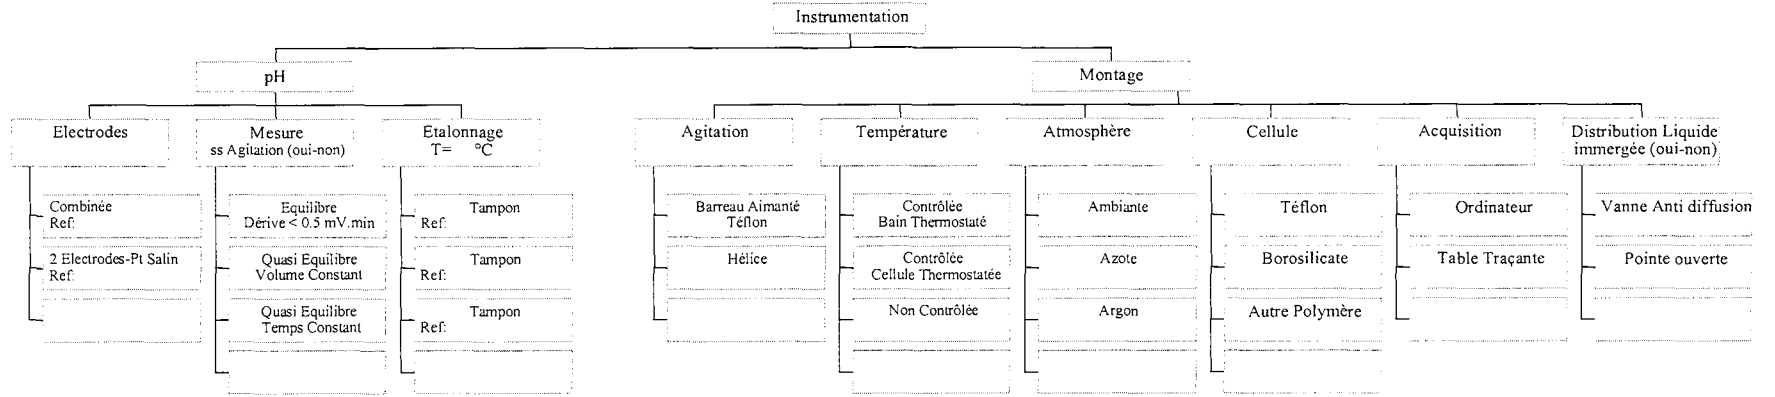 Instrumentation
pH
Montage
Electrodes
Mesure
ss Agitation (oui-non)
Etalonnage
T= °C
Agitation
Température
Atmosphère
Cellule
Acquisition
Distribution Liquide
immergée (oui-non)
Combinée
Ref:
2 Electrodes-Pt Salin
Ref:
Equilibre
Dérive < 0.5 mV.min
Quasi Equilibre
Volume Constant
Quasi Equilibre
Temps Constant
Tampon
Ref:
Tampon
Ref:
Tampon
Ref:
Barreau Aimanté
Téflon
Hélice
Contrôlée
Bain Thermostaté
Contrôlée
Cellule Thermostatée
Non Contrôlée
Ambiante
Azote
Argon
Téflon
Borosilicate
Autre Polymère
Ordinateur
Table Traçante
Vanne Anti diffusion
Pointe ouverte